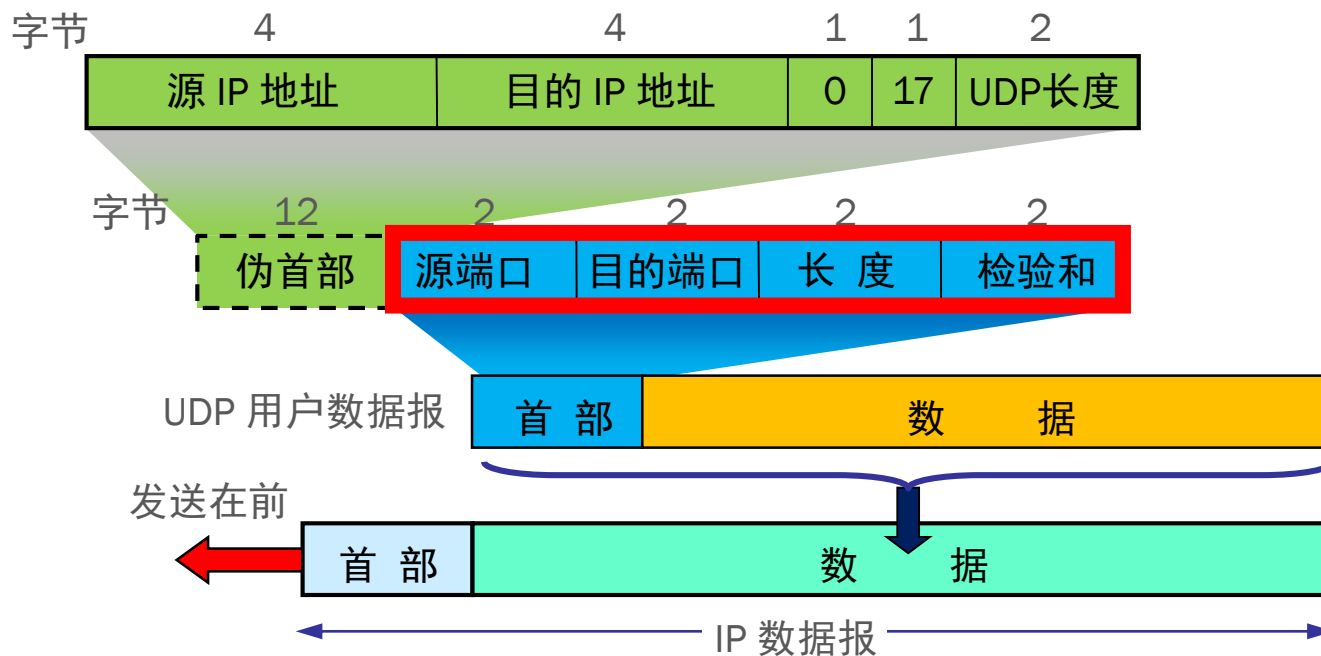 字节 4 4 1 1 2
源 IP 地址 目的 IP 地址 0 17 UDP长度
字节 12 2 2 2 2
伪首部 源端口 目的端口 长 度 检验和
UDP 用户数据报 首 部 数 据
发送在前
首 部 数 据
IP 数据报